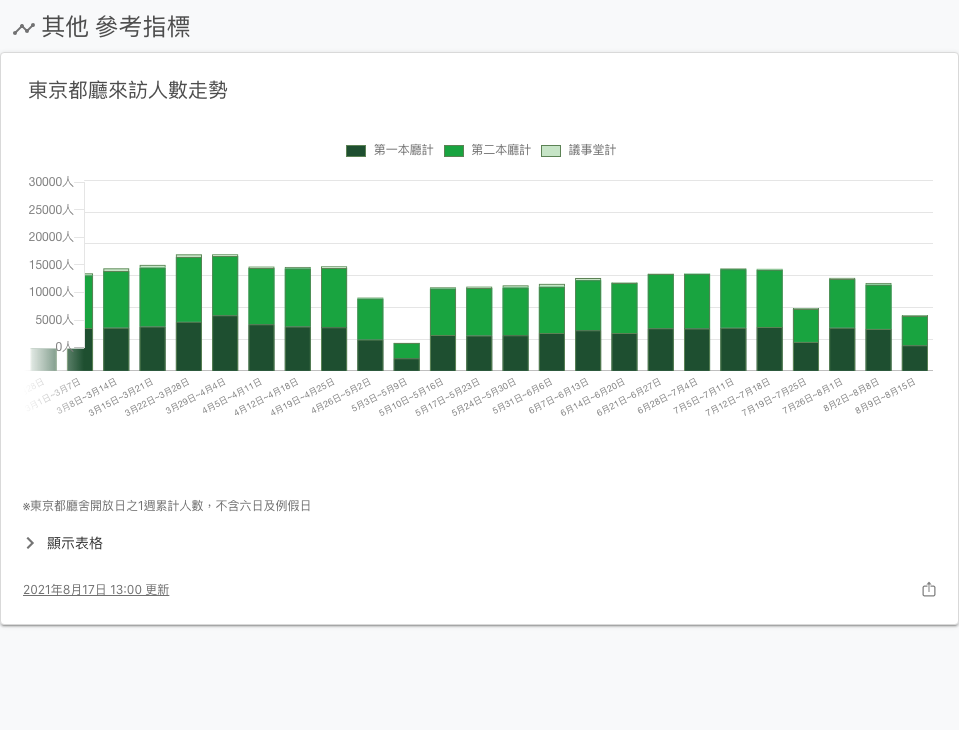 其他 參考指標
東京都廳來訪人數走勢
第一本廳計 第二本廳計 議事堂計
30000人
25000人
20000人
15000人
10000人
5000人
0人
3月1日~3月7日
3月8日~3月14日
3月15日~3月21日
3月22日~3月28日
3月29日~4月4日
4月5日~4月11日
4月12日~4月18日
4月19日~4月25日
4月26日~5月2日
5月3日~5月9日
5月10日~5月16日
5月17日~5月23日
5月24日~5月30日
5月31日~6月6日
6月7日~6月13日
6月14日~6月20日
6月21日~6月27日
6月28日~7月4日
7月5日~7月11日
7月12日~7月18日
7月19日~7月25日
7月26日~8月1日
8月2日~8月8日
8月9日~8月15日
※東京都廳舍開放日之1週累計人數，不含六日及例假日
顯示表格
2021年8月17日 13:00 更新